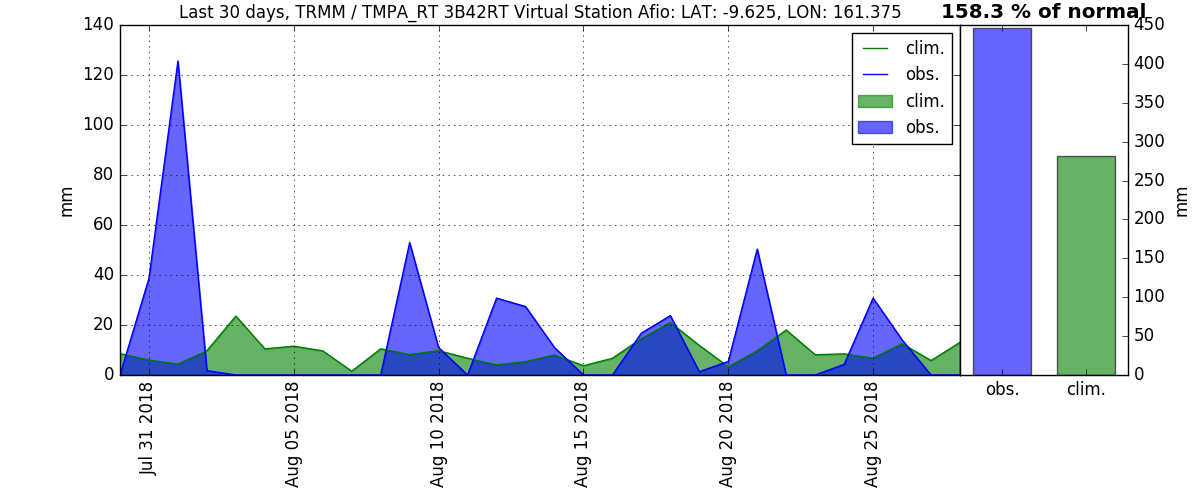 Last 30 days, TRMM / TMPA_RT 3B42RT Virtual Station Afio: LAT: -9.625, LON: 161.375
158.3 % of normal
140
120
100
80
60
40
20
0
mm
clim.
obs.
clim.
obs.
Jul 31 2018
Aug 05 2018
Aug 10 2018
Aug 15 2018
Aug 20 2018
Aug 25 2018
450
400
350
300
250
200
150
100
50
0
mm
obs.
clim.